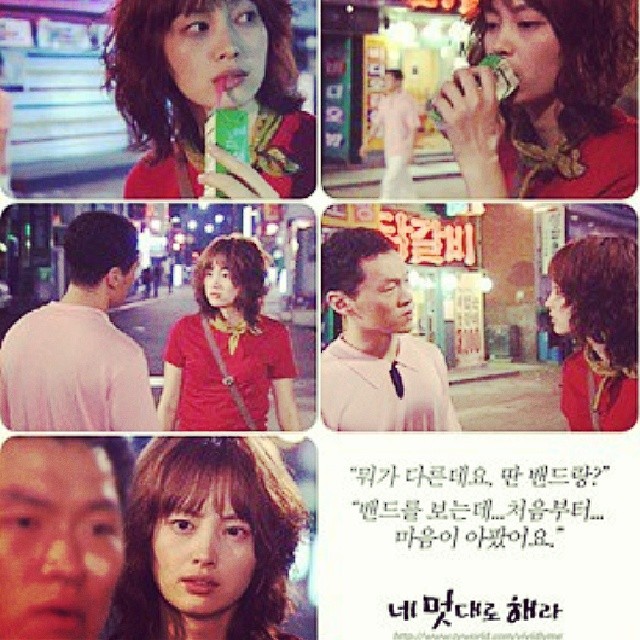 닭갈비
"뭐가 다른데요, 딴 밴드랑?"
"밴드를 보는데...처음부터...
마음이 아팠어요."
네 멋대로 해라